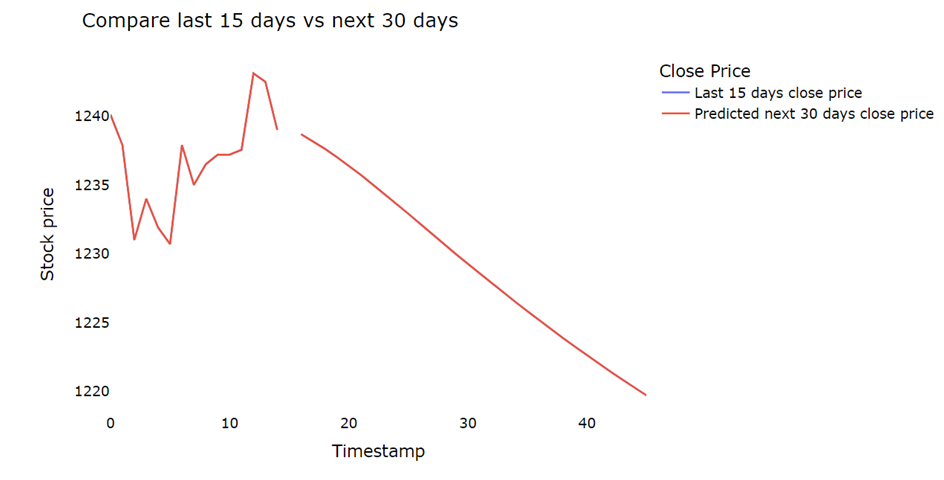 Compare last 15 days vs next 30 days
Close Price
Last 15 days close price
Predicted next 30 days close price
Stock price
1240
1235
1230
1225
1220
0 10 20 30 40
Timestamp